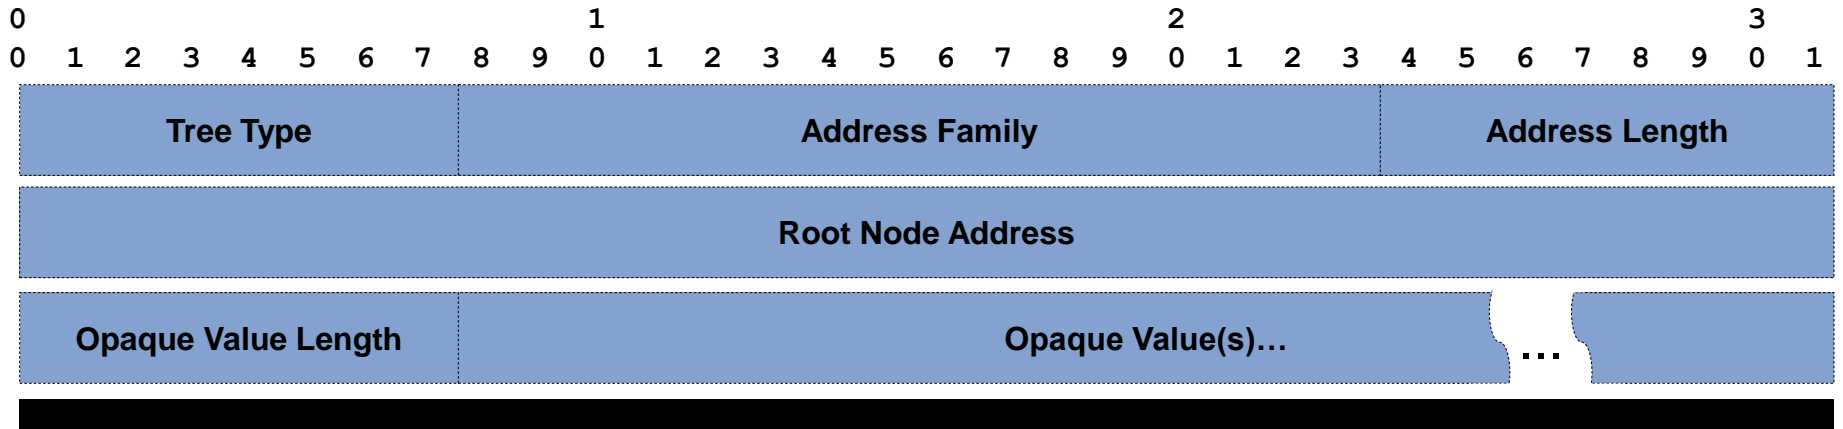 0 1 2 3
0 1 2 3 4 5 6 7 8 9 0 1 2 3 4 5 6 7 8 9 0 1 2 3 4 5 6 7 8 9 0 1
Tree Type Address Family Address Length
Root Node Address
Opaque Value Length Opaque Value(s)… …